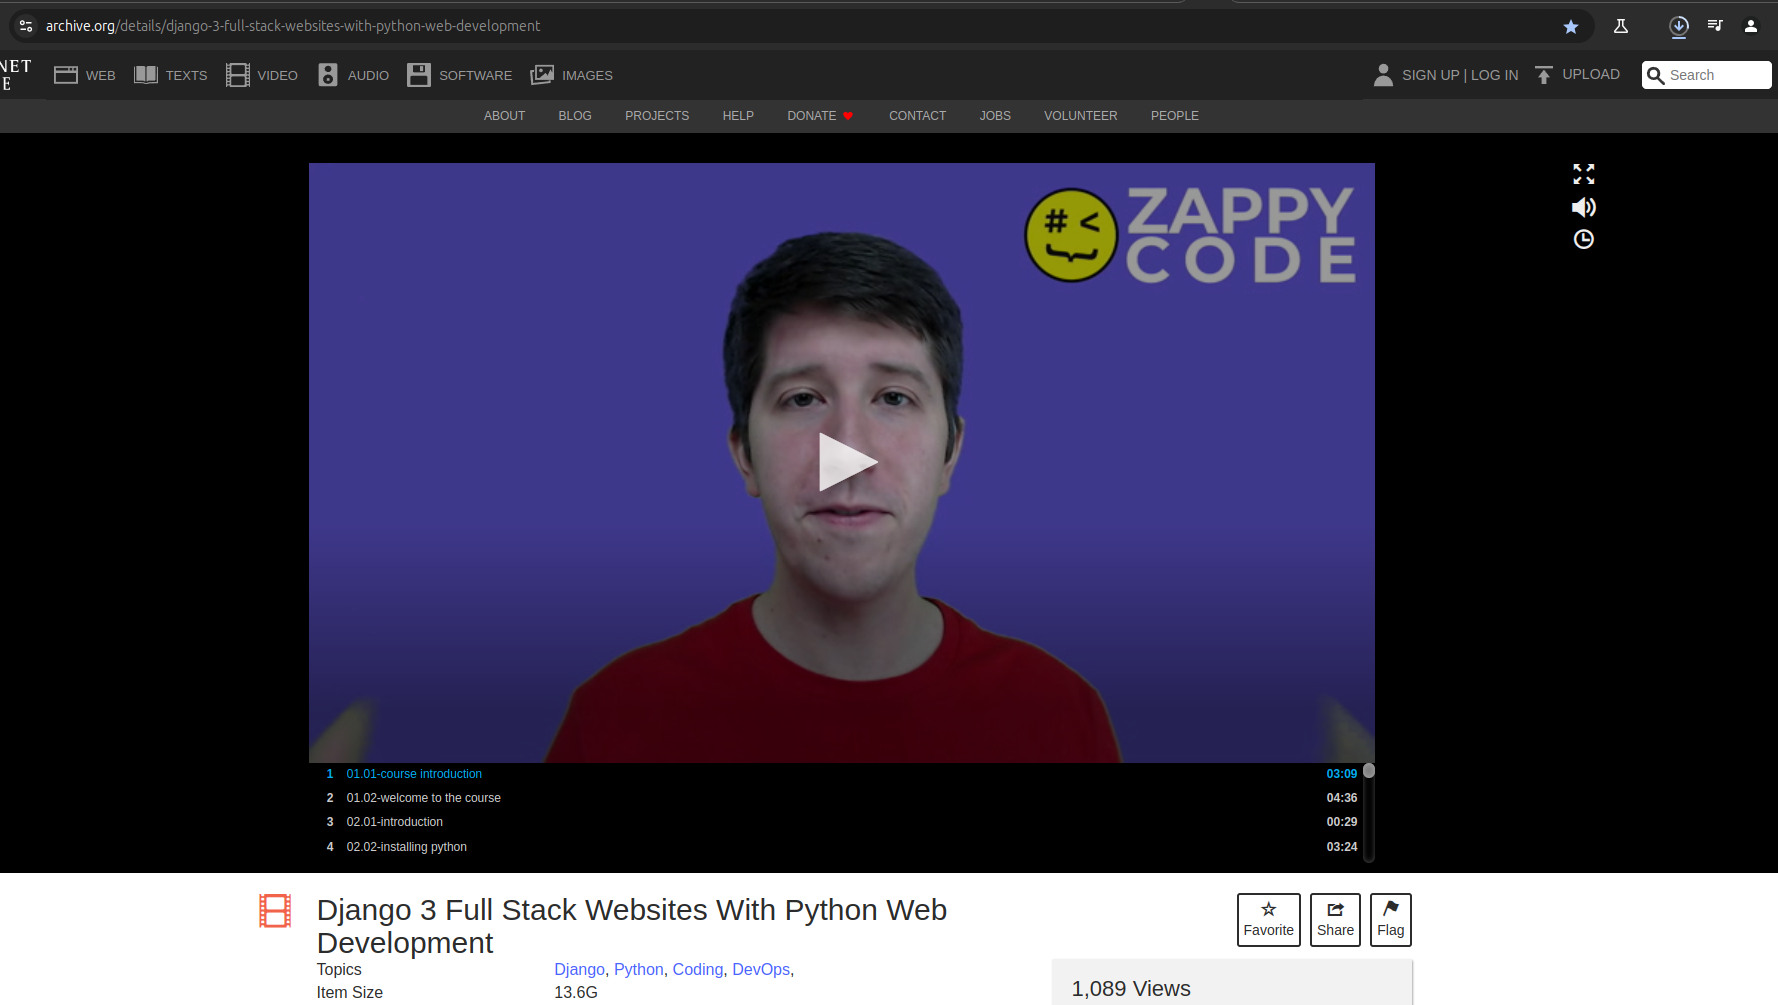 archive.org/details/django-3-full-stack-websites-with-python-web-development
NET
E
WEB TEXTS VIDEO AUDIO SOFTWARE IMAGES SIGN UP | LOG IN UPLOAD Search
ABOUT BLOG PROJECTS HELP DONATE CONTACT JOBS VOLUNTEER PEOPLE
ZAPPY
CODE
1 01.01-course introduction 03:09
2 01.02-welcome to the course 04:36
3 02.01-introduction 00:29
4 02.02-installing python 03:24
Django 3 Full Stack Websites With Python Web
Development
Favorite Share Flag
Topics Django, Python, Coding, DevOps,
Item Size 13.6G
1,089 Views